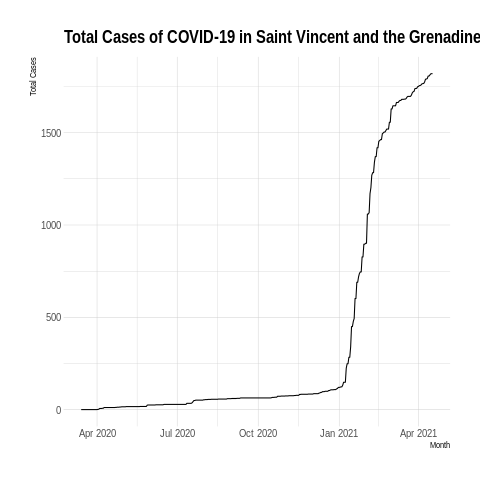 Total Cases of COVID-19 in Saint Vincent and the Grenadine
Total Cases
1500
1000
500
0
Apr 2020 Jul 2020 Oct 2020 Jan 2021 Apr 2021
Month